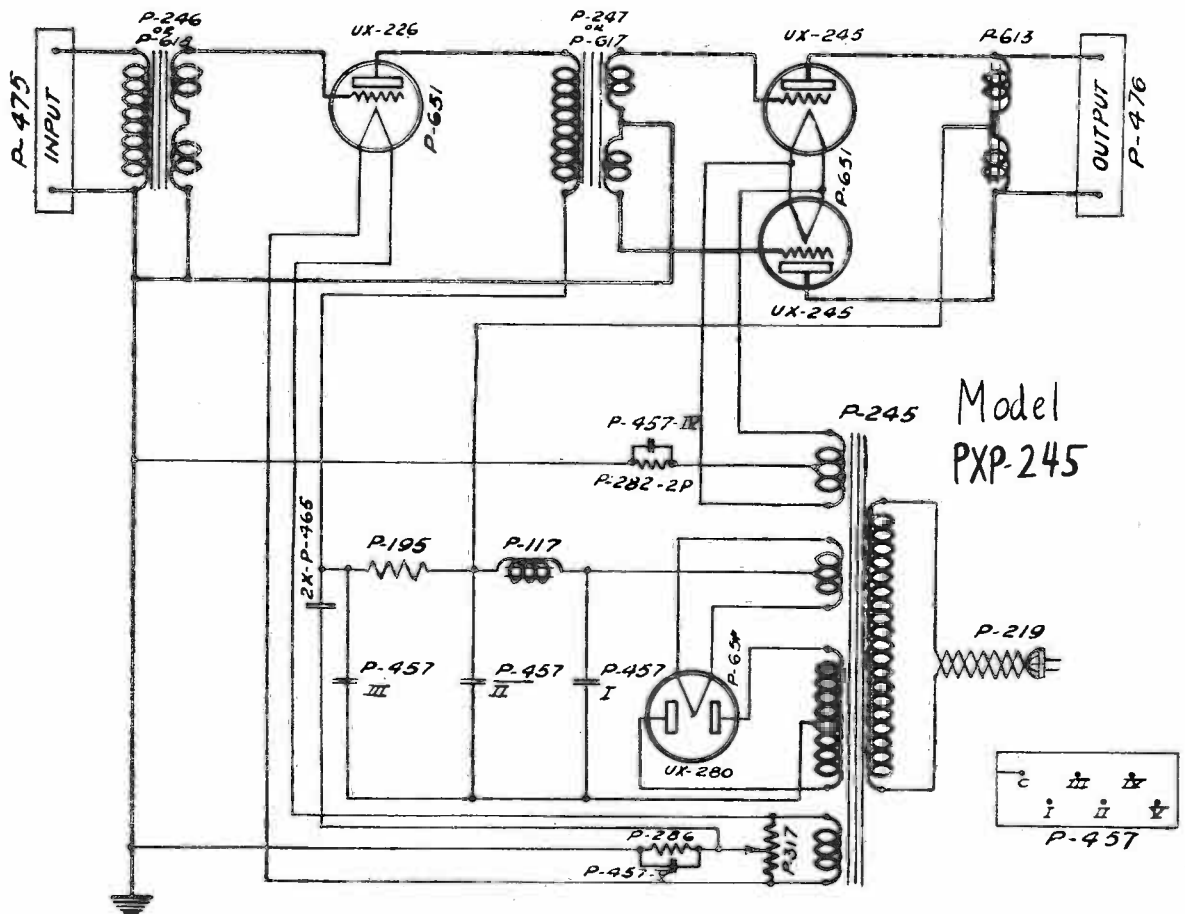 P-246
OR
P-614
UX-226
P-247
OR
P-617
UX-245
P-613
P-475
INPUT
P-651
P-651
OUTPUT
P-476
UX-245
Model
PXP-245
P-457-IV
P-245
P-282-2P
2X-P-465
P-195
P-117
P-219
P-654
P-457
III
P-457
II
P-457
I
UX-280
C III IV
I II V
P-457
P-286
P317
P-457-V